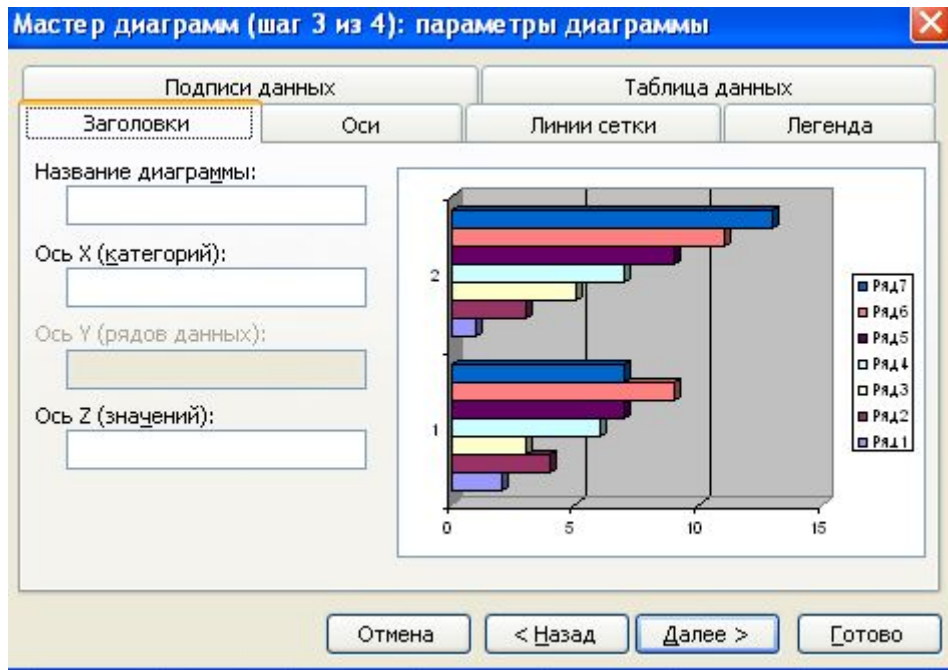 Мастер диаграмм (шаг 3 из 4): параметры диаграммы
Подписи данных
Таблица данных
Заголовки
Оси
Линии сетки
Легенда
Название диаграммы:
Ось X (категорий):
Ось Y (рядов данных):
Ось Z (значений):
2
1
0
5
10
15
Ряд7
Ряд6
Ряд5
Ряд4
Ряд3
Ряд2
Ряд1
Отмена
< Назад
Далее >
Готово